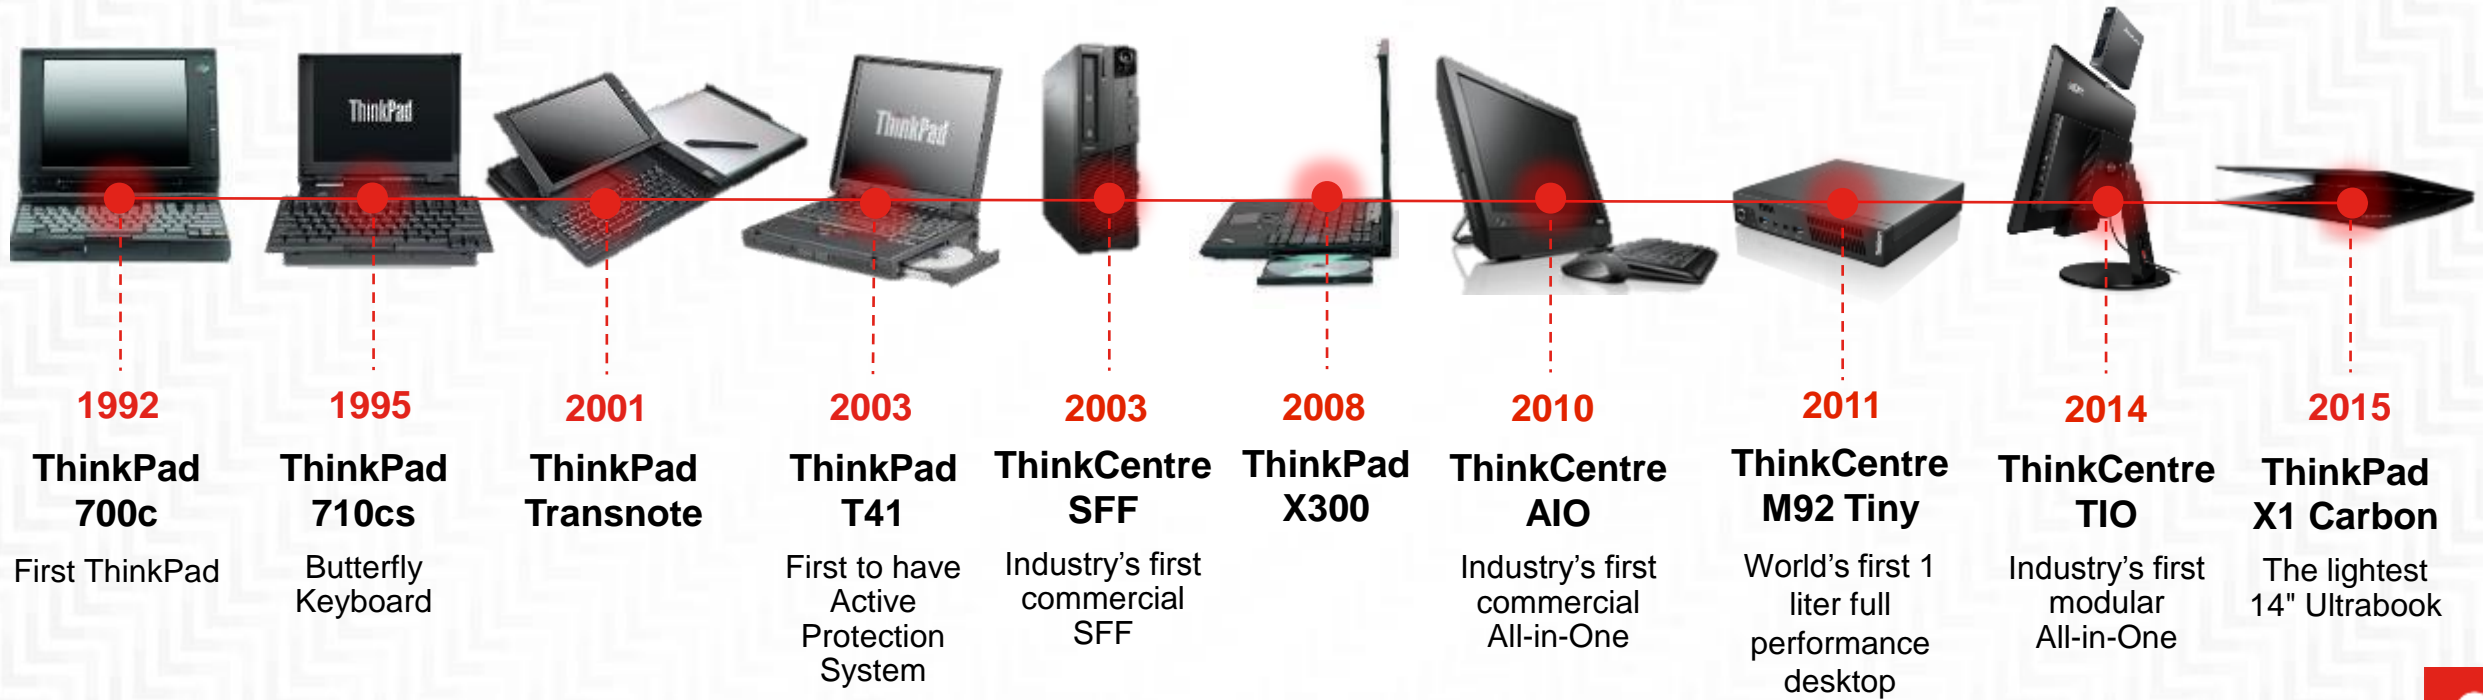 ThinkPad
ThinkPad
1992
ThinkPad
700c
First ThinkPad
1995
ThinkPad
710cs
Butterfly
Keyboard
2001
ThinkPad
Transnote
2003
ThinkPad
T41
First to have
Active
Protection
System
2003
ThinkCentre
SFF
Industry’s first
commercial
SFF
2008
ThinkPad
X300
2010
ThinkCentre
AIO
Industry’s first
commercial
All-in-One
2011
ThinkCentre
M92 Tiny
World’s first 1
liter full
performance
desktop
2014
ThinkCentre
TIO
Industry’s first
modular
All-in-One
2015
ThinkPad
X1 Carbon
The lightest
14" Ultrabook